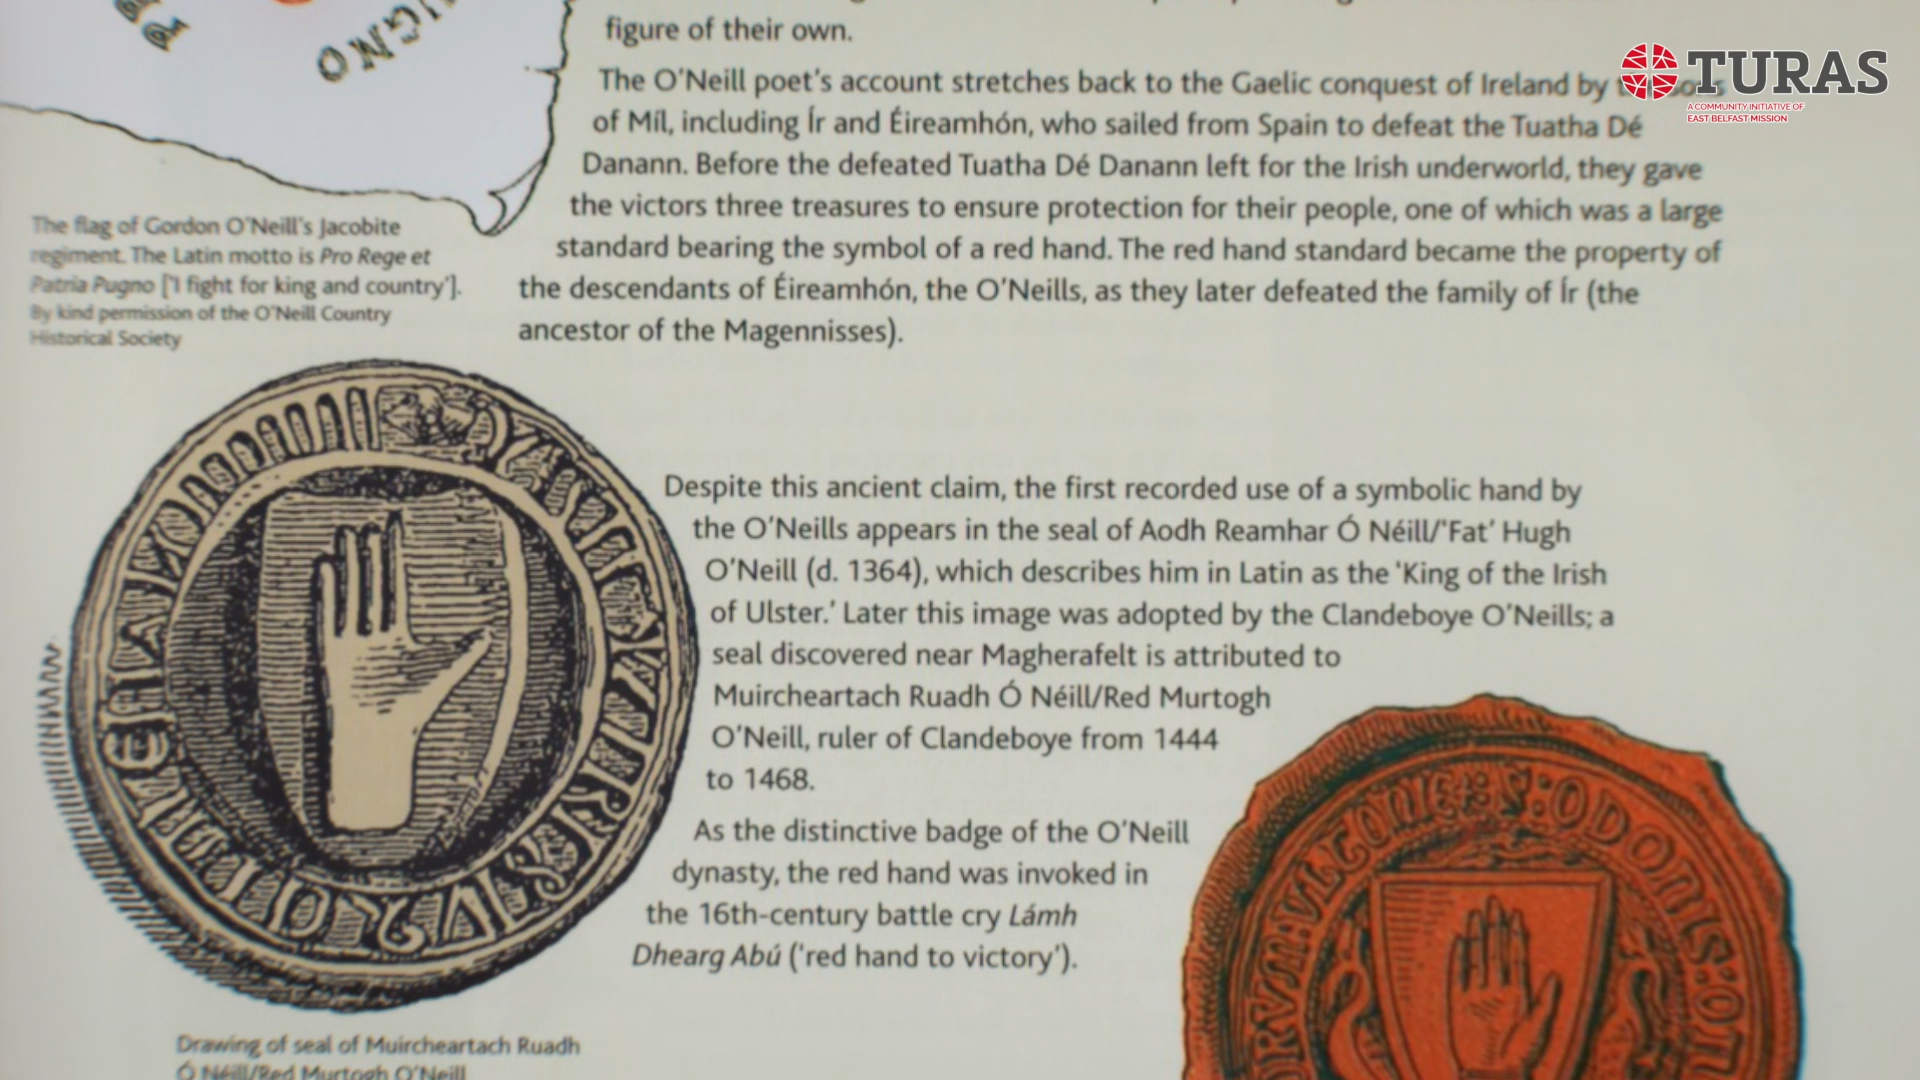 UGNO
figure of their own.
The O'Neill poet's account stretches back to the Gaelic conquest of Ireland by
of Míl, including Ír and Éireamhón, who sailed from Spain to defeat the Tuatha Dé
Danann. Before the defeated Tuatha Dé Danann left for the Irish underworld, they gave
the victors three treasures to ensure protection for their people, one of which was a large
standard bearing the symbol of a red hand. The red hand standard became the property of
the descendants of Éireamhón, the O'Neills, as they later defeated the family of Ír (the
ancestor of the Magennisses).
TURAS
A COMMUNITY INITIATIVE OF
EAST BELFAST MISSION
The flag of Gordon O'Neill's Jacobite
regiment. The Latin motto is Pro Rege et
Patria Pugno ['I fight for king and country'].
By kind permission of the O'Neill Country
Historical Society
Despite this ancient claim, the first recorded use of a symbolic hand by
the O'Neills appears in the seal of Aodh Reamhar Ó Néill/'Fat' Hugh
O'Neill (d. 1364), which describes him in Latin as the 'King of the Irish
of Ulster.' Later this image was adopted by the Clandeboye O'Neills; a
seal discovered near Magherafelt is attributed to
Muircheartach Ruadh Ó Néill/Red Murtogh
O'Neill, ruler of Clandeboye from 1444
to 1468.
As the distinctive badge of the O'Neill
dynasty, the red hand was invoked in
the 16th-century battle cry Lámh
Dhearg Abú ('red hand to victory').
Drawing of seal of Muircheartach Ruadh
Ó Néill/Red Murtogh O'Neill
S:ODONIS: